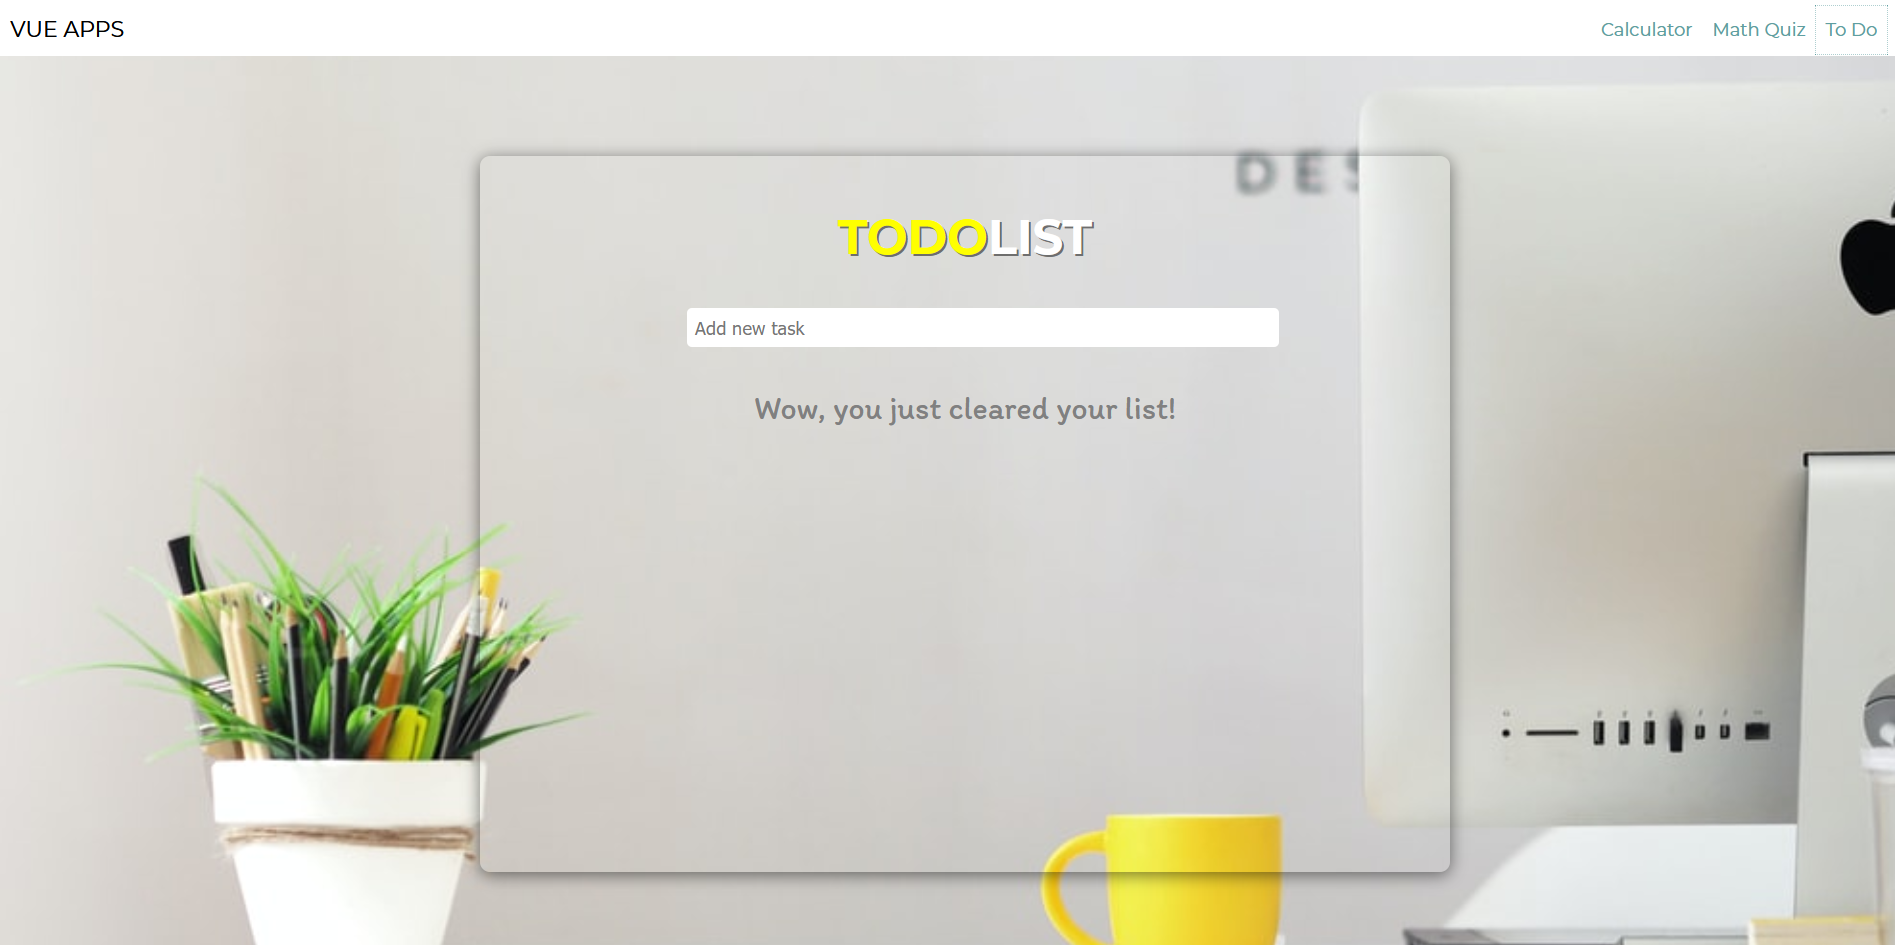 VUE APPS
Calculator Math Quiz To Do
DES
TODOLIST
Add new task
Wow, you just cleared your list!